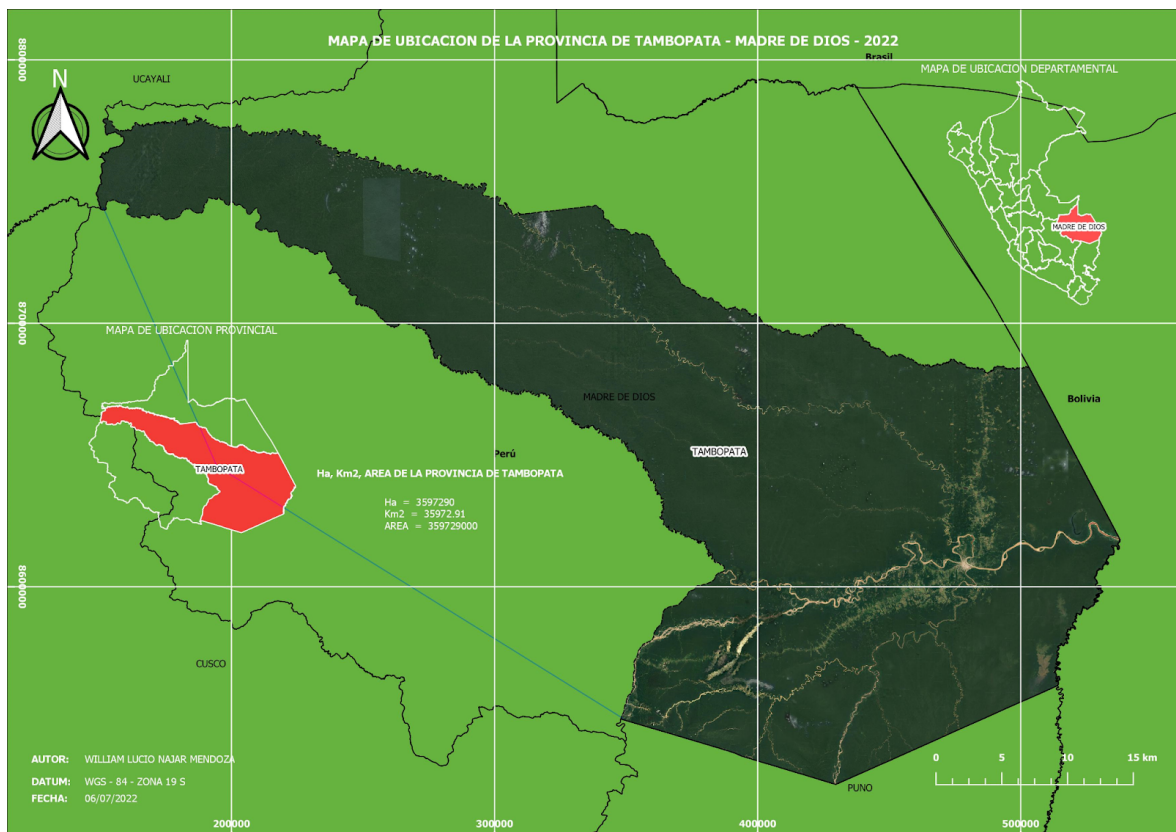 MAPA DE UBICACION DE LA PROVINCIA DE TAMBOPATA - MADRE DE DIOS - 2022
Brasil
MAPA DE UBICACION DEPARTAMENTAL
UCAYALI
N
8800000
MADRE DE DIOS
8700000
MAPA DE UBICACION PROVINCIAL
MADRE DE DIOS
Bolivia
TAMBOPATA
Perú
TAMBOPATA
Ha, Km2, AREA DE LA PROVINCIA DE TAMBOPATA
Ha = 3597290
Km2 = 35972.91
AREA = 359729000
8600000
CUSCO
AUTOR: WILLIAM LUCIO NAJAR MENDOZA
DATUM: WGS - 84 - ZONA 19 S
FECHA: 06/07/2022
0 5 10 15 km
PUNO
200000 300000 400000 500000